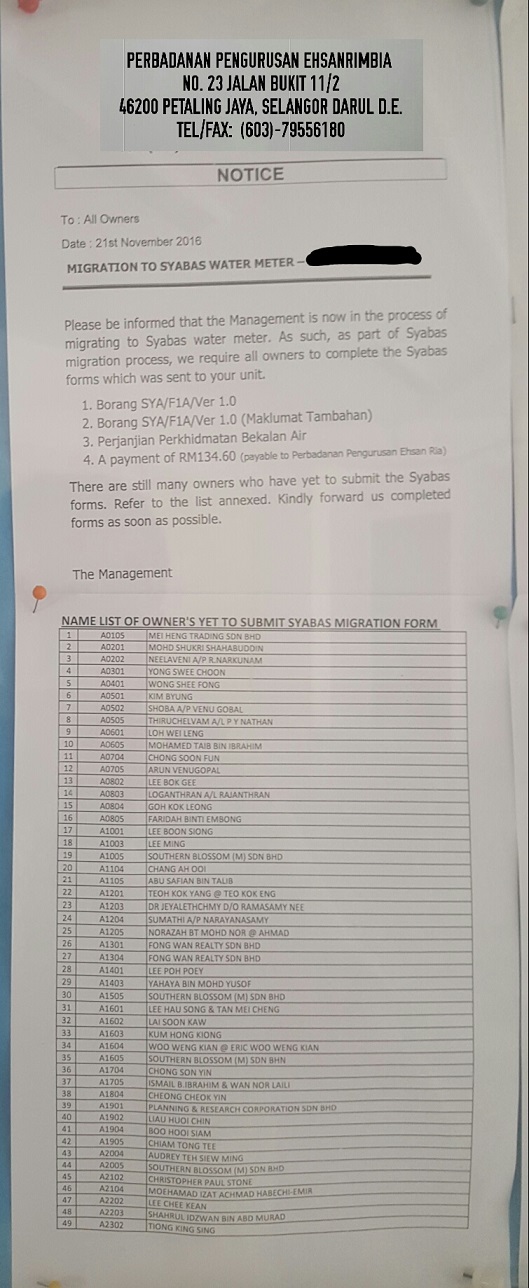 PERBADANAN PENGURUSAN EHSANRIMBIA
NO. 23 JALAN BUKIT 11/2
46200 PETALING JAYA, SELANGOR DARUL D.E.
TEL/FAX: (603)-79556180
NOTICE
To : All Owners
Date : 21st November 2016
MIGRATION TO SYABAS WATER METER –
Please be informed that the Management is now in the process of
migrating to Syabas water meter. As such, as part of Syabas
migration process, we require all owners to complete the Syabas
forms which was sent to your unit.
1. Borang SYA/F1A/Ver 1.0
2. Borang SYA/F1A/Ver 1.0 (Maklumat Tambahan)
3. Perjanjian Perkhidmatan Bekalan Air
4. A payment of RM134.60 (payable to Perbadanan Pengurusan Ehsan Ria)
There are still many owners who have yet to submit the Syabas
forms. Refer to the list annexed. Kindly forward us completed
forms as soon as possible.
The Management
NAME LIST OF OWNER'S YET TO SUBMIT SYABAS MIGRATION FORM
1 A0105 MEI HENG TRADING SDN BHD
2 A0201 MOHD SHUKRI SHAHABUDDIN
3 A0202 NEELAVENI A/P R.NARKUNAM
4 A0301 YONG SWEE CHOON
5 A0401 WONG SHEE FONG
6 A0501 KIM BYUNG
7 A0502 SHOBA A/P VENU GOBAL
8 A0505 THIRUCHELVAM A/L P Y NATHAN
9 A0601 LOH WEI LENG
10 A0605 MOHAMED TAIB BIN IBRAHIM
11 A0704 CHONG SOON FUN
12 A0705 ARUN VENUGOPAL
13 A0802 LEE BOK GEE
14 A0803 LOGANTHRAN A/L RAJANTHRAN
15 A0804 GOH KOK LEONG
16 A0805 FARIDAH BINTI EMBONG
17 A1001 LEE BOON SIONG
18 A1003 LEE MING
19 A1005 SOUTHERN BLOSSOM (M) SDN BHD
20 A1104 CHANG AH OOI
21 A1105 ABU SAFIAN BIN TALIB
22 A1201 TEOH KOK YANG @ TEO KOK ENG
23 A1203 DR JEYALETHCHMY D/O RAMASAMY NEE
24 A1204 SUMATHI A/P NARAYANASAMY
25 A1205 NORAZAH BT MOHD NOR @ AHMAD
26 A1301 FONG WAN REALTY SDN BHD
27 A1304 FONG WAN REALTY SDN BHD
28 A1401 LEE POH POEY
29 A1403 YAHAYA BIN MOHD YUSOF
30 A1505 SOUTHERN BLOSSOM (M) SDN BHD
31 A1601 LEE HAU SONG & TAN MEI CHENG
32 A1602 LAI SOON KAW
33 A1603 KUM HONG KIONG
34 A1604 WOO WENG KIAN @ ERIC WOO WENG KIAN
35 A1605 SOUTHERN BLOSSOM (M) SDN BHN
36 A1704 CHONG SON YIN
37 A1705 ISMAIL B.IBRAHIM & WAN NOR LAILI
38 A1804 CHEONG CHEOK YIN
39 A1901 PLANNING & RESEARCH CORPORATION SDN BHD
40 A1902 LIAU HUOI CHIN
41 A1904 BOO HOOI SIAM
42 A1905 CHIAM TONG TEE
43 A2004 AUDREY TEH SIEW MING
44 A2005 SOUTHERN BLOSSOM (M) SDN BHD
45 A2102 CHRISTOPHER PAUL STONE
46 A2104 MOEHAMAD IZAT ACHMAD HABECHI-EMIR
47 A2202 LEE CHEE KEAN
48 A2203 SHAHRUL IDZWAN BIN ABD MURAD
49 A2302 TIONG KING SING